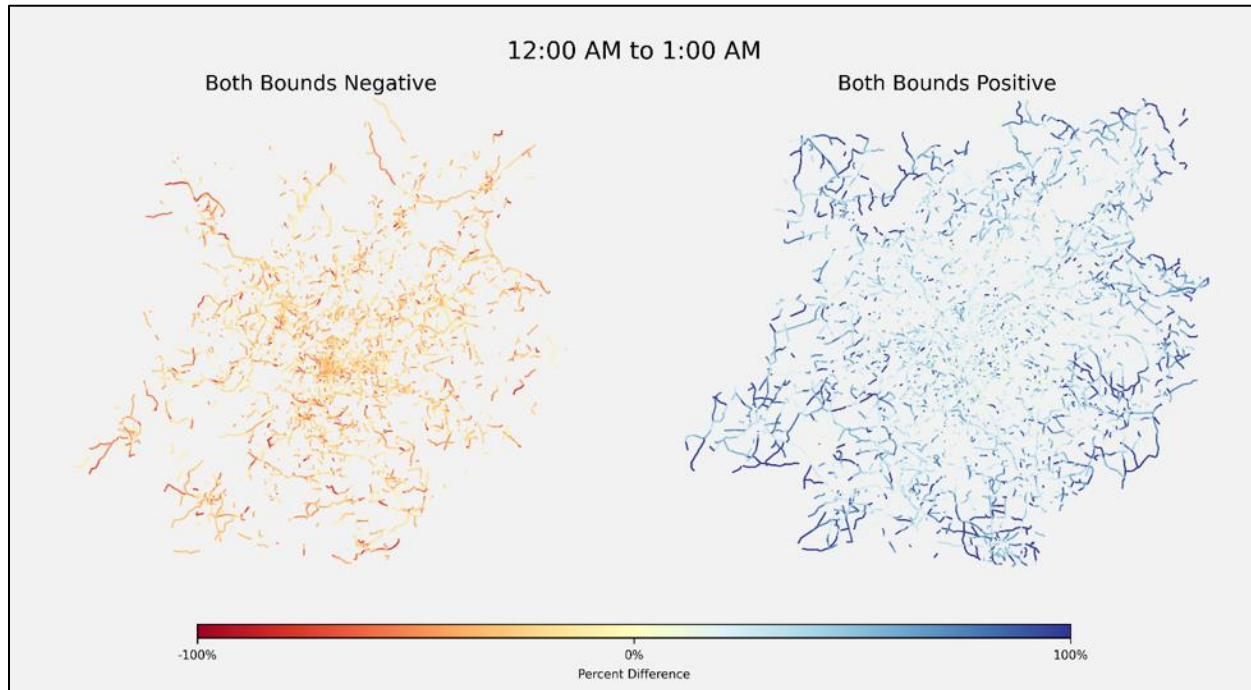 12:00 AM to 1:00 AM
Both Bounds Negative
Both Bounds Positive
-100%
0%
100%
Percent Difference